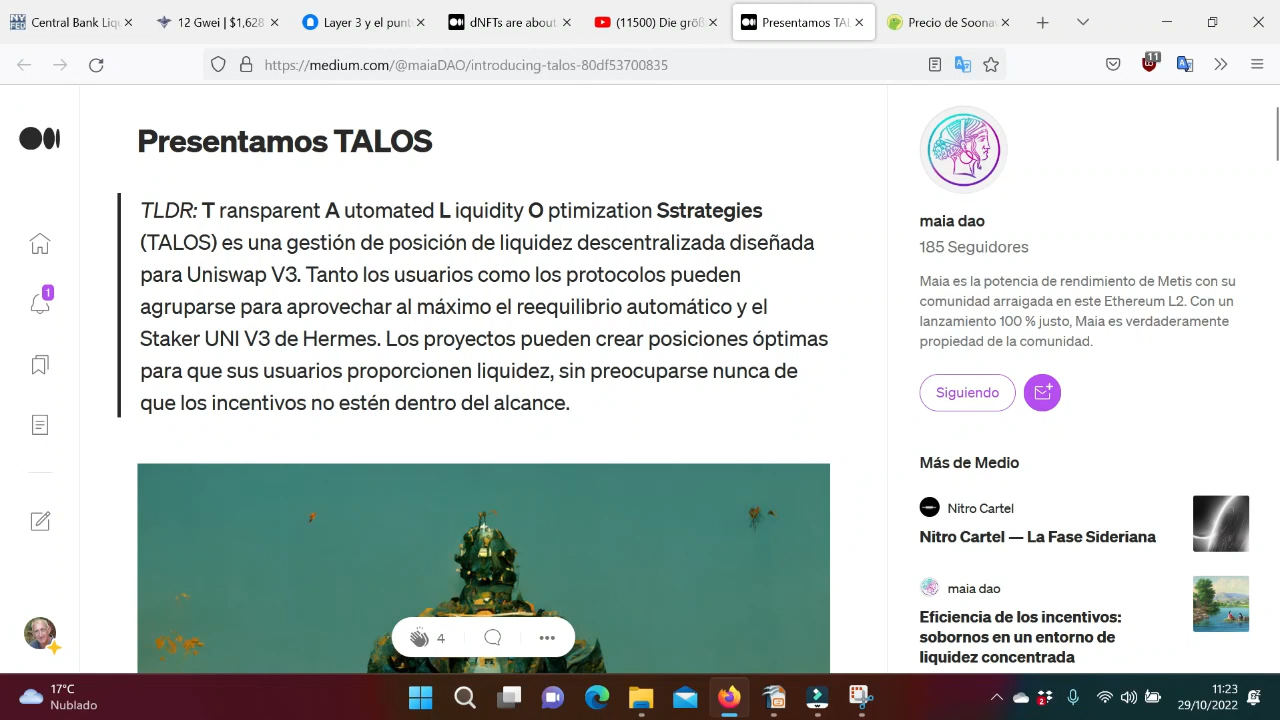 Central Bank Liq
12 Gwei | $1,628
Layer 3 y el punt
dNFTs are about
(11500) Die größ
Presentamos TAL
Precio de Soona
https://medium.com/@maiaDAO/introducing-talos-80df53700835
11
Presentamos TALOS
TLDR: T ransparent A utomated L iquidity O ptimization Sstrategies
(TALOS) es una gestión de posición de liquidez descentralizada diseñada
para Uniswap V3. Tanto los usuarios como los protocolos pueden
agruparse para aprovechar al máximo el reequilibrio automático y el
Staker UNI V3 de Hermes. Los proyectos pueden crear posiciones óptimas
para que sus usuarios proporcionen liquidez, sin preocuparse nunca de
que los incentivos no estén dentro del alcance.
1
4
maia dao
185 Seguidores
Maia es la potencia de rendimiento de Metis con su
comunidad arraigada en este Ethereum L2. Con un
lanzamiento 100 % justo, Maia es verdaderamente
propiedad de la comunidad.
Siguiendo
Más de Medio
Nitro Cartel
Nitro Cartel — La Fase Sideriana
maia dao
Eficiencia de los incentivos:
sobornos en un entorno de
liquidez concentrada
17°C
Nublado
2
11:23
29/10/2022